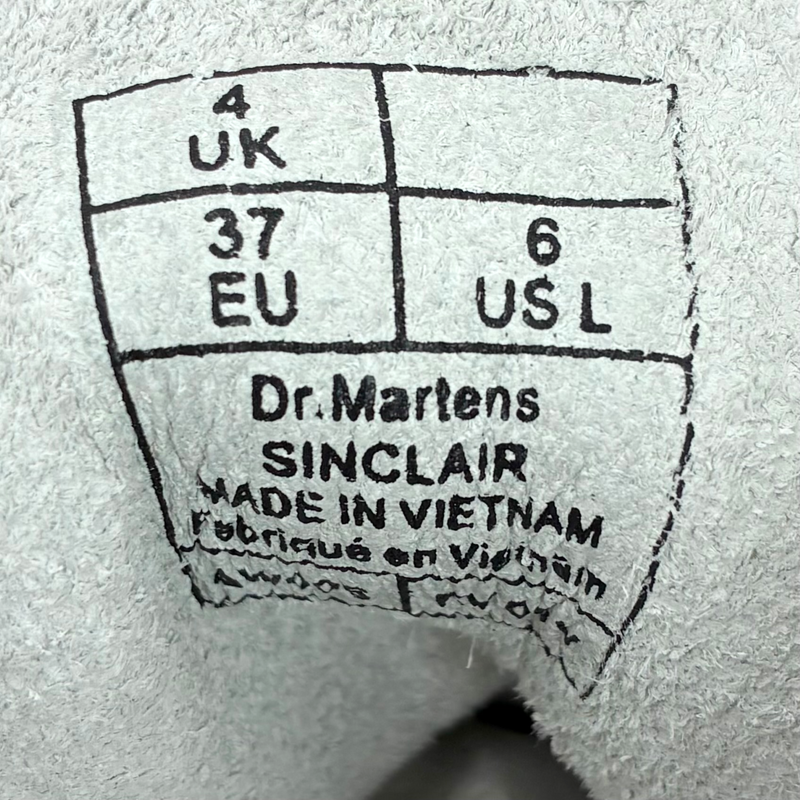 4
UK
37
EU
6
US L
Dr.Martens
SINCLAIR
MADE IN VIETNAM
Fabriqué en Vietnam